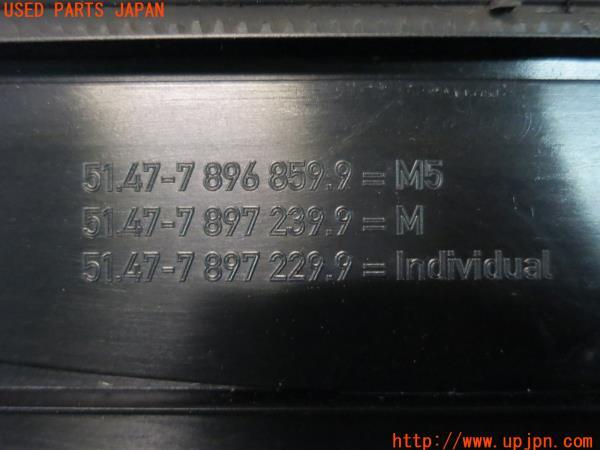 USED PARTS JAPAN
51.47-7 896 859.9 = M5
51.47-7 897 239.9 = M
51.47-7 897 229.9 = Individual
http://www.upjpn.com/